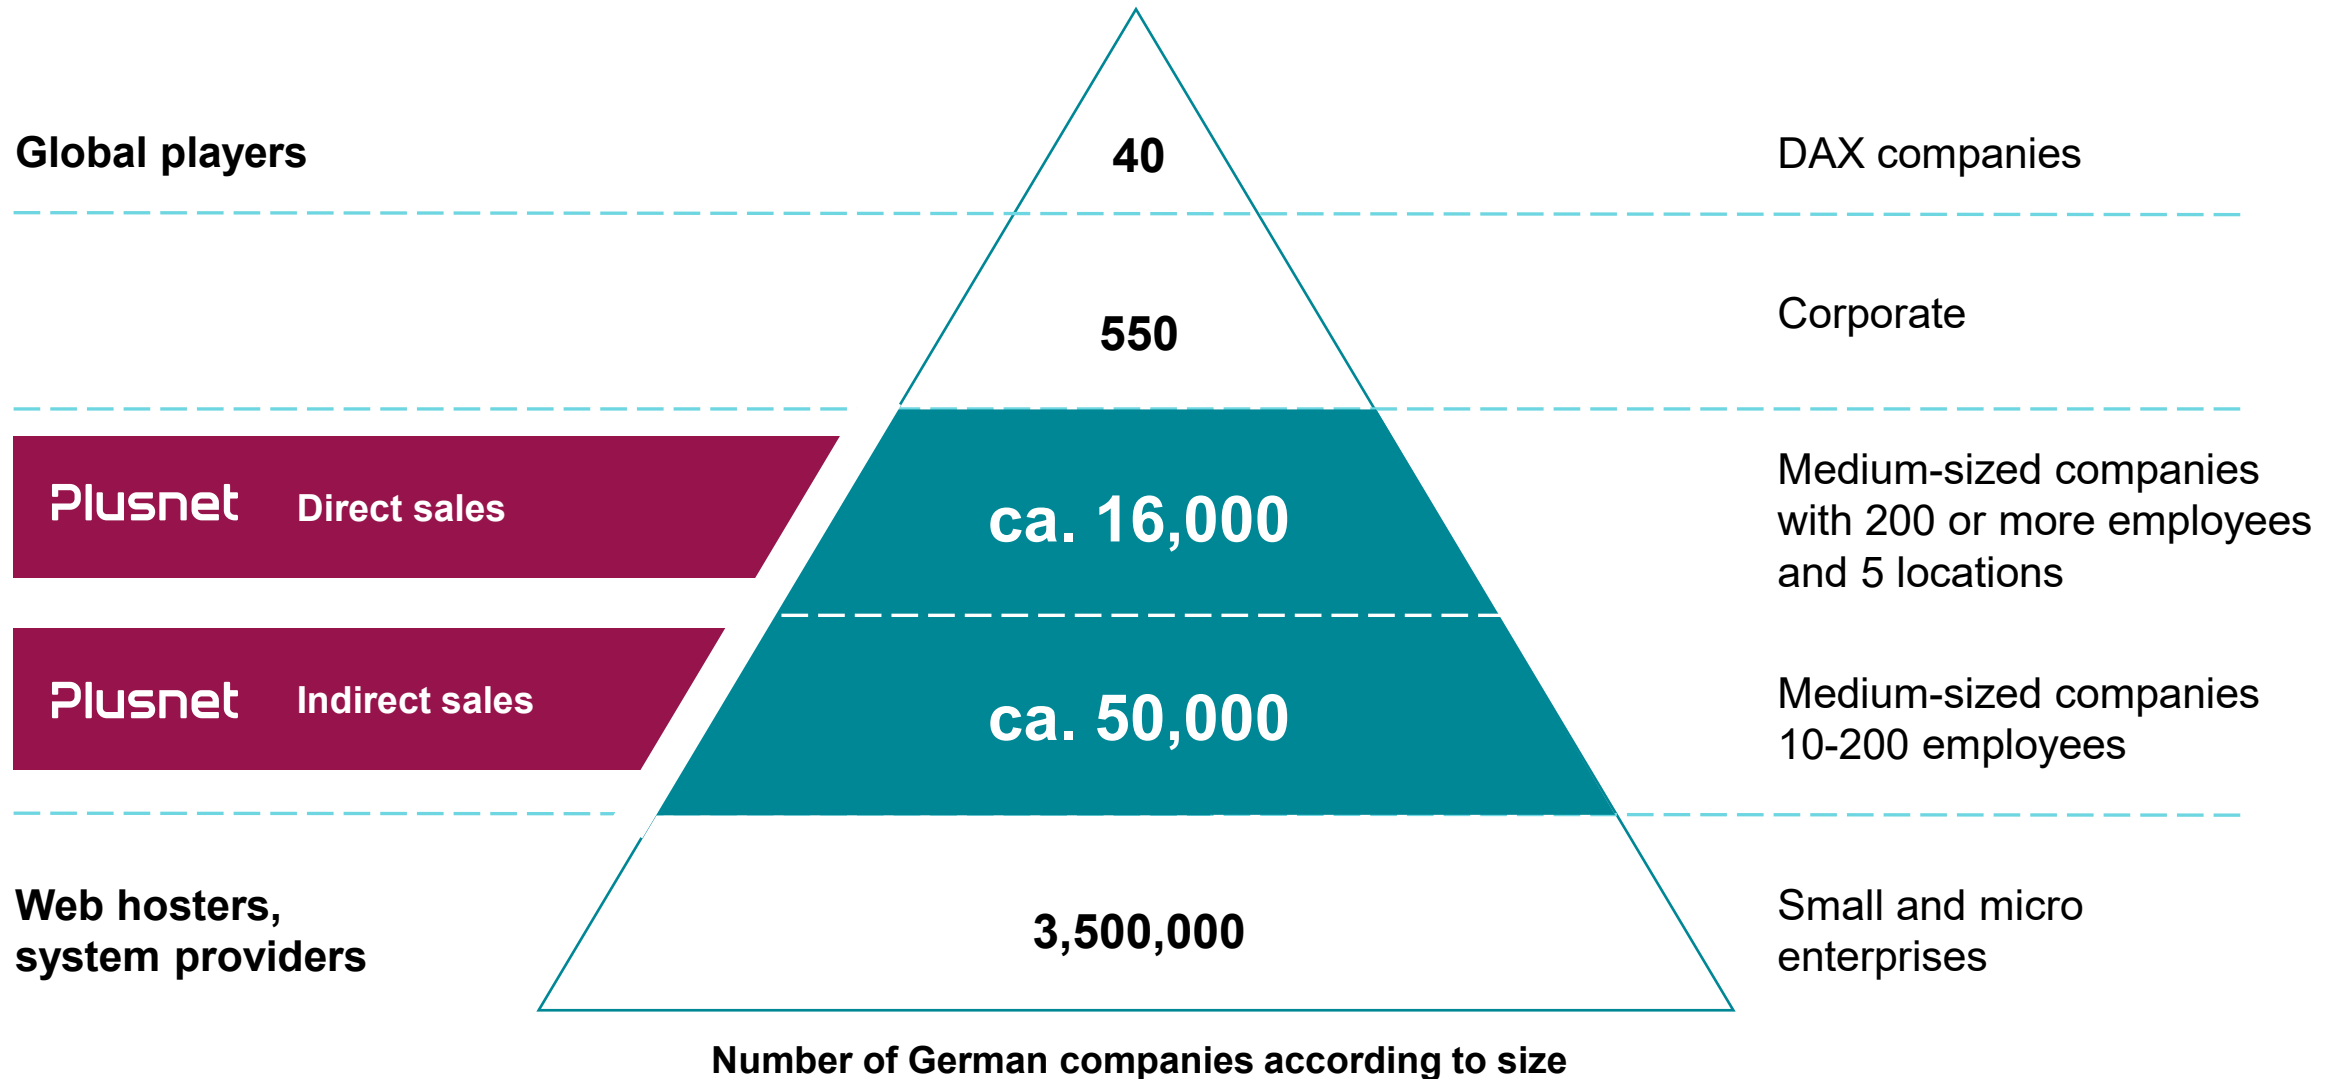 Global players
40
DAX companies
550
Corporate
Plusnet Direct sales
ca. 16,000
Medium-sized companies
with 200 or more employees
and 5 locations
Plusnet Indirect sales
ca. 50,000
Medium-sized companies
10-200 employees
Web hosters,
system providers
3,500,000
Small and micro
enterprises
Number of German companies according to size